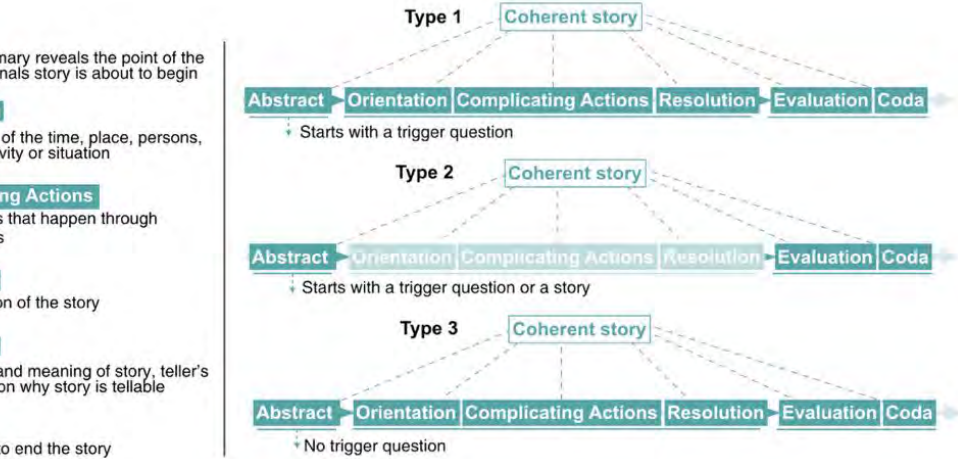 mary reveals the point of the
nals story is about to begin
of the time, place, persons,
vity or situation
ng Actions
s that happen through
s
on of the story
and meaning of story, teller's
on why story is tellable
to end the story
Type 1 Coherent story
Abstract Orientation Complicating Actions Resolution Evaluation Coda
Starts with a trigger question
Type 2 Coherent story
Abstract Orientation Complicating Actions Resolution Evaluation Coda
Starts with a trigger question or a story
Type 3 Coherent story
Abstract Orientation Complicating Actions Resolution Evaluation Coda
No trigger question